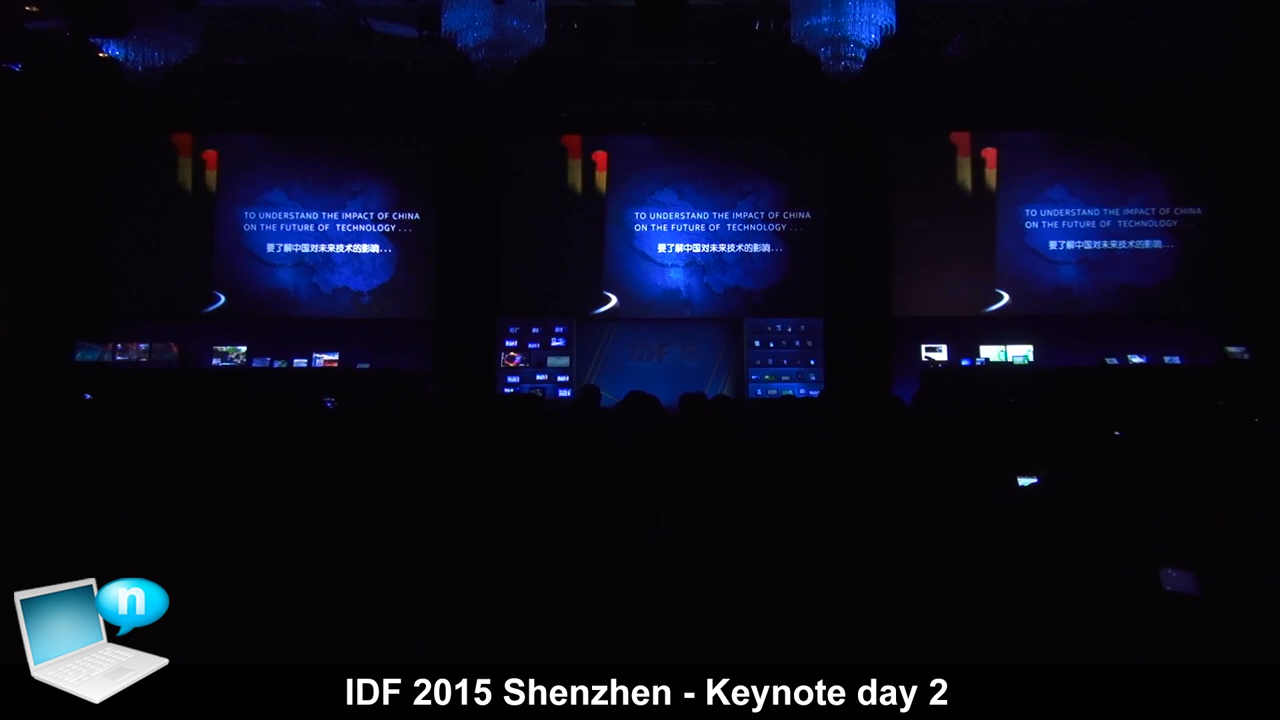 TO UNDERSTAND THE IMPACT OF CHINA
ON THE FUTURE OF TECHNOLOGY . . .
要了解中国对未来技术的影响...
TO UNDERSTAND THE IMPACT OF CHINA
ON THE FUTURE OF TECHNOLOGY . . .
要了解中国对未来技术的影响...
TO UNDERSTAND THE IMPACT OF CHINA
ON THE FUTURE OF TECHNOLOGY . . .
要了解中国对未来技术的影响...
n
IDF 2015 Shenzhen - Keynote day 2